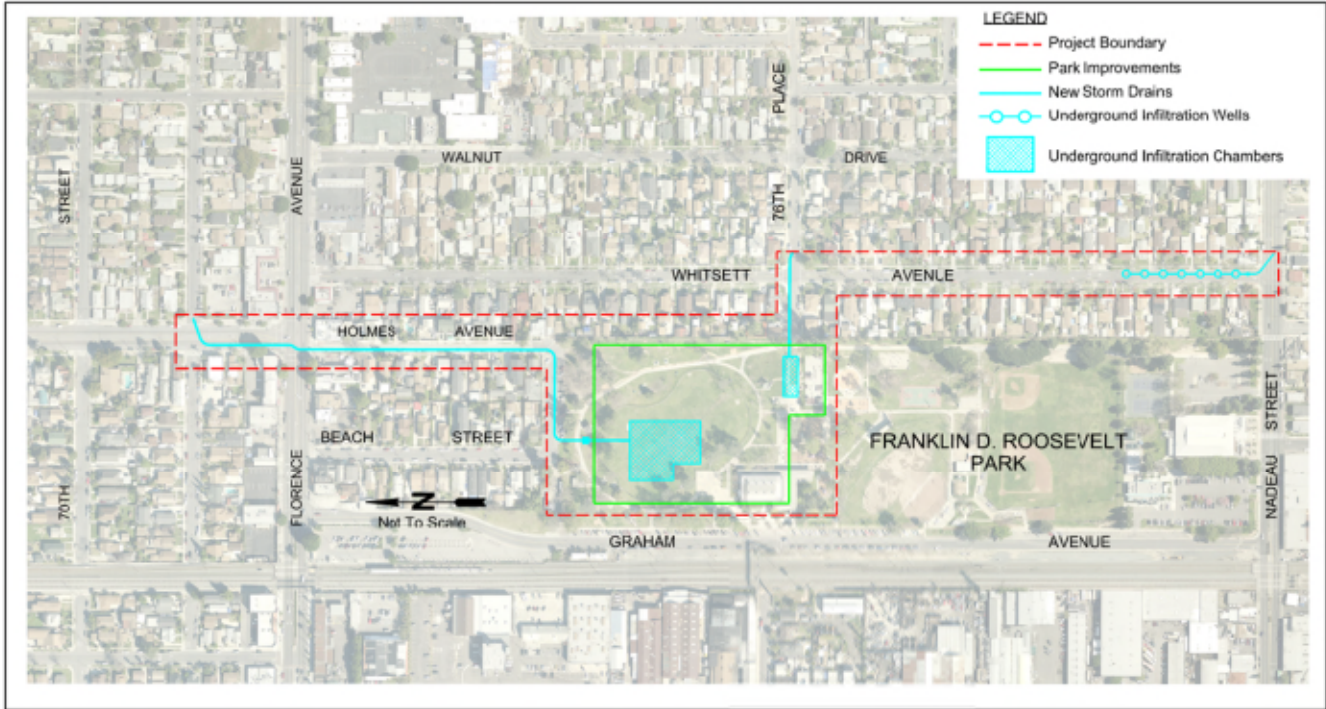 LEGEND
Project Boundary
Park Improvements
New Storm Drains
Underground Infiltration Wells
Underground Infiltration Chambers
STREET
AVENUE
WALNUT
PLACE
DRIVE
76TH
WHITSETT
AVENLE
HOLMES
AVENUE
BEACH
STREET
FRANKLIN D. ROOSEVELT
PARK
STREET
70TH
FLORENCE
N
Not To Scale
NADEAU
GRAHAM
AVENUE